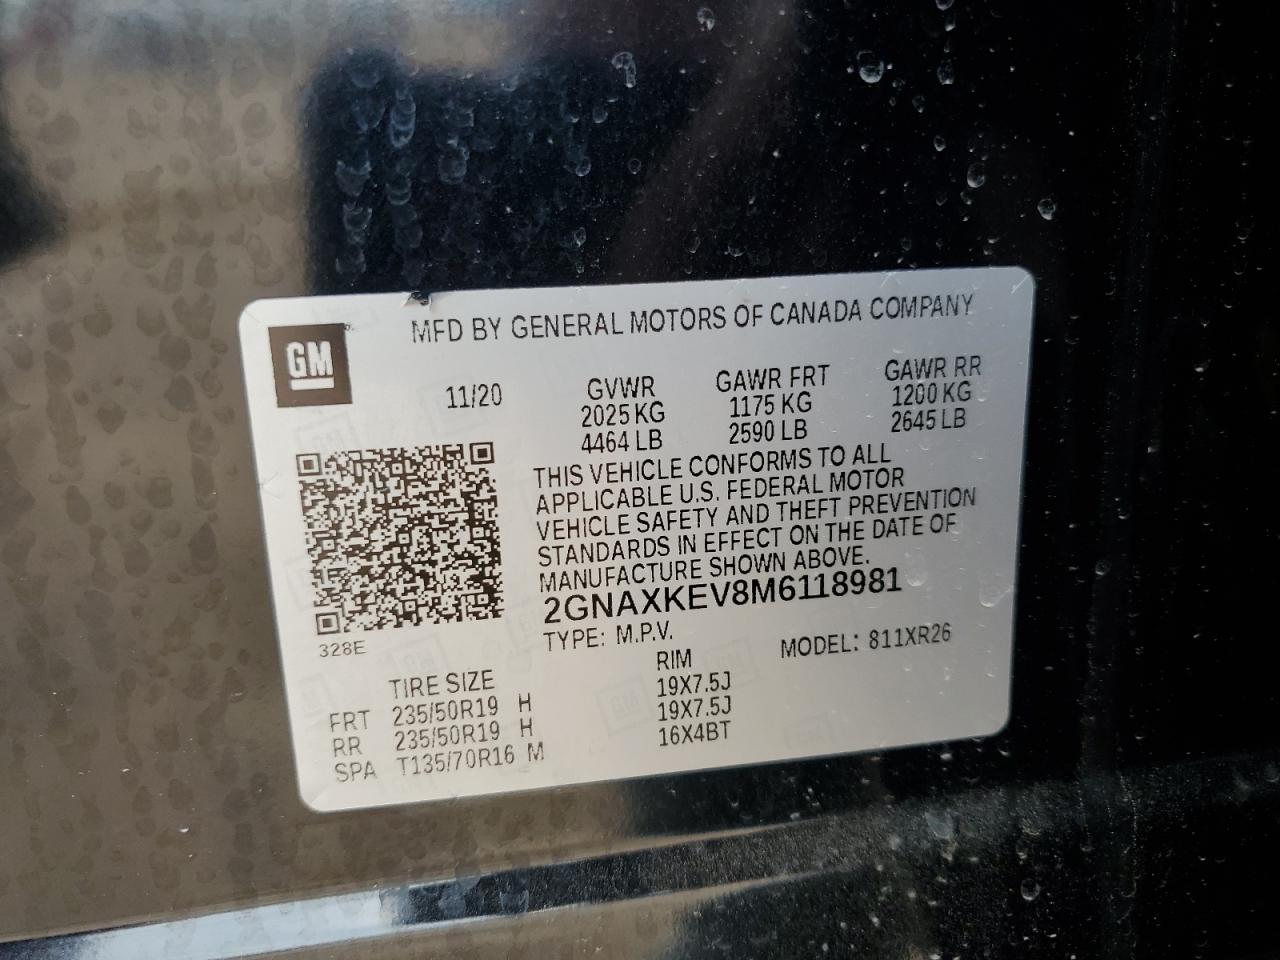 GM
MFD BY GENERAL MOTORS OF CANADA COMPANY
11/20
GVWR
2025 KG
4464 LB
GAWR FRT
1175 KG
2590 LB
GAWR RR
1200 KG
2645 LB
THIS VEHICLE CONFORMS TO ALL
APPLICABLE U.S. FEDERAL MOTOR
VEHICLE SAFETY AND THEFT PREVENTION
STANDARDS IN EFFECT ON THE DATE OF
MANUFACTURE SHOWN ABOVE.
2GNAXKEV8M6118981
328E
TYPE: M.P.V. MODEL: 811XR26
TIRE SIZE RIM
FRT 235/50R19 H 19X7.5J
RR 235/50R19 H 19X7.5J
SPA T135/70R16 M 16X4BT